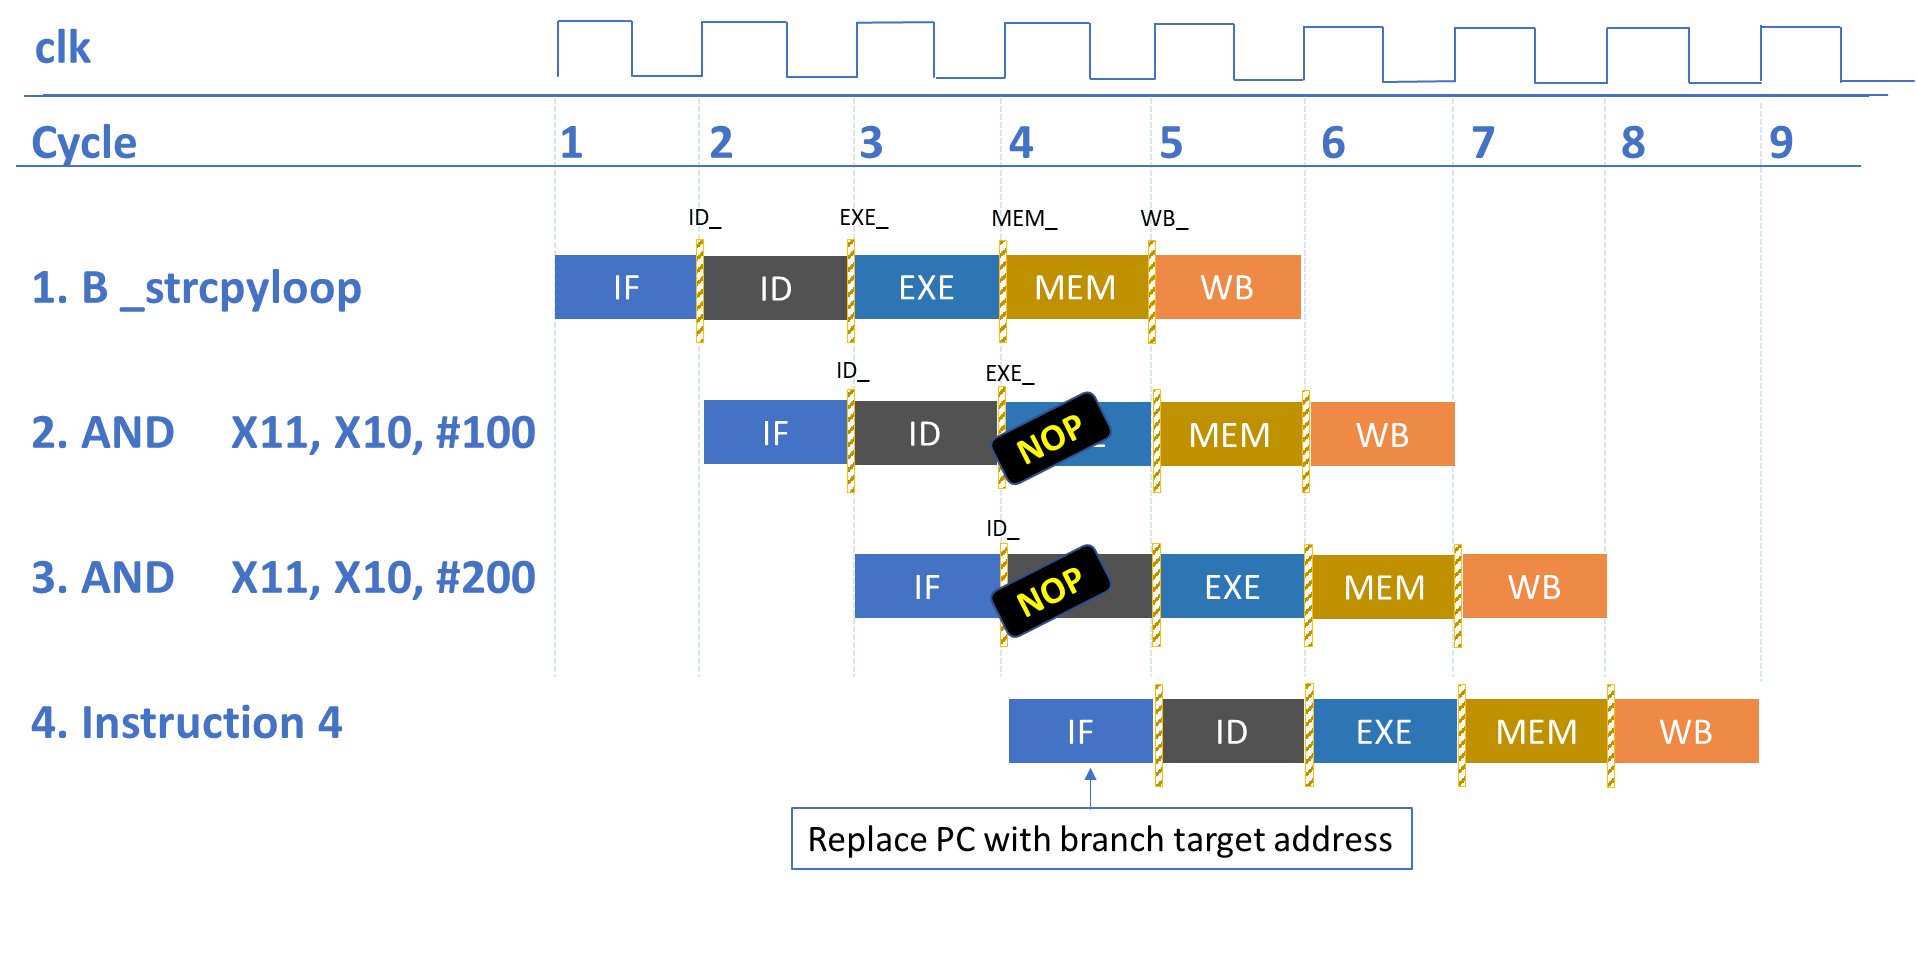 clk
Cycle 1 2 3 4 5 6 7 8 9
ID_ EXE_ MEM_ WB_
1. B _strcpyloop IF ID EXE MEM WB
ID_ EXE_
2. AND X11, X10, #100 IF ID NOP E MEM WB
ID_
3. AND X11, X10, #200 IF NOP EXE MEM WB
4. Instruction 4 IF ID EXE MEM WB
Replace PC with branch target address